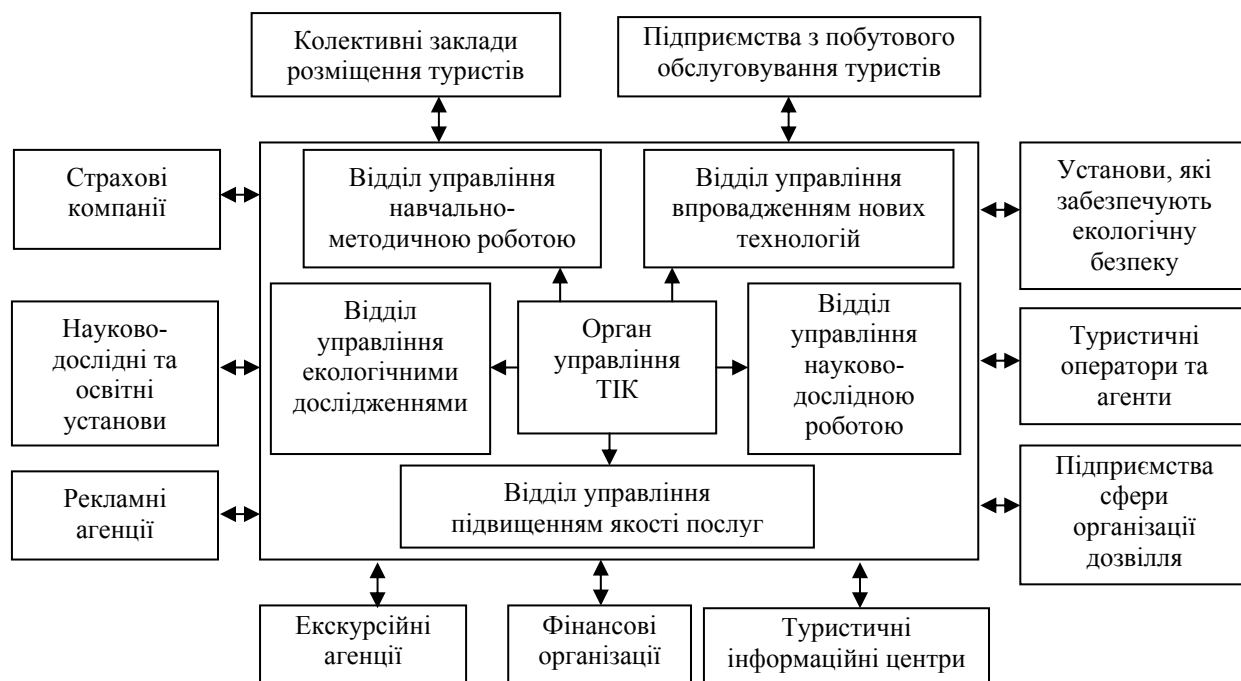 Колективні заклади
розміщення туристів
Підприємства з побутового
обслуговування туристів
Страхові
компанії
Відділ управління
навчально-
методичною роботою
Відділ управління
впровадженням нових
технологій
Установи, які
забезпечують
екологічну
безпеку
Науково-
дослідні та
освітні
установи
Відділ
управління
екологічними
дослідженнями
Орган
управління
ТІК
Відділ
управління
науково-
дослідною
роботою
Туристичні
оператори та
агенти
Рекламні
агенції
Відділ управління
підвищенням якості послуг
Підприємства
сфери
організації
дозвілля
Екскурсійні
агенції
Фінансові
організації
Туристичні
інформаційні центри